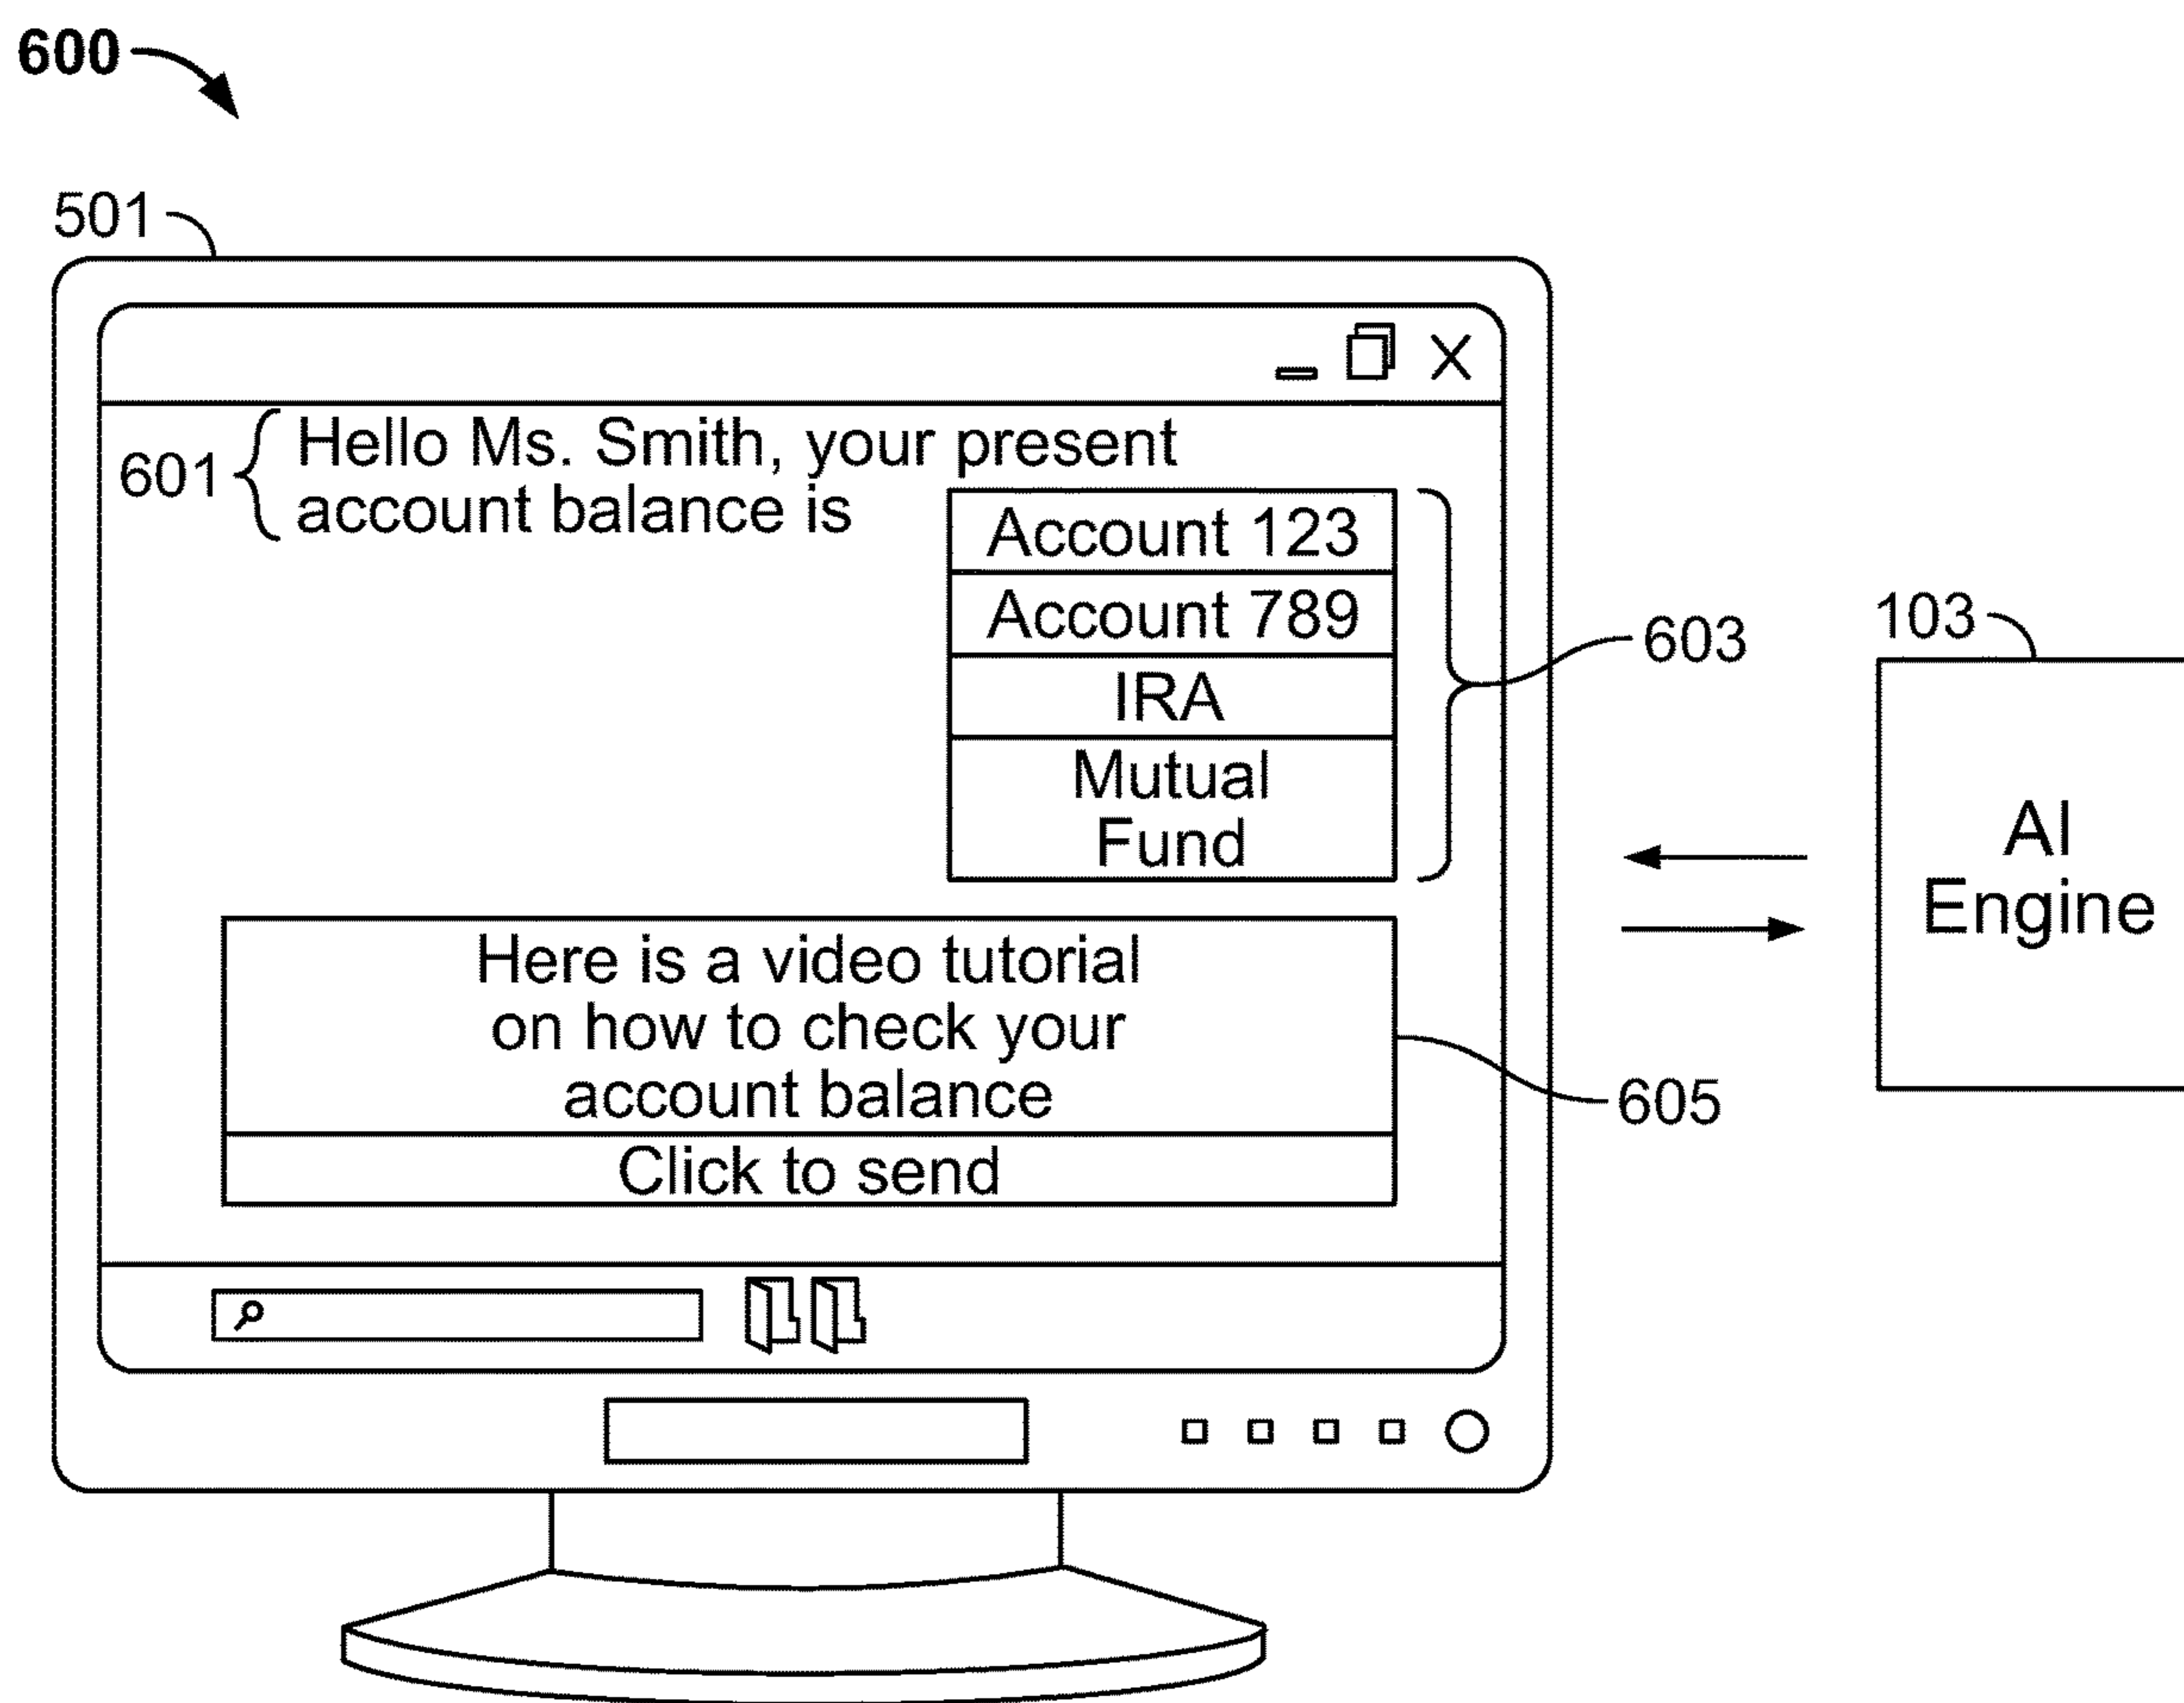 600
501
601
Hello Ms. Smith, your present
account balance is
Account 123
Account 789
IRA
Mutual
Fund
603
103
AI
Engine
Here is a video tutorial
on how to check your
account balance
605
Click to send